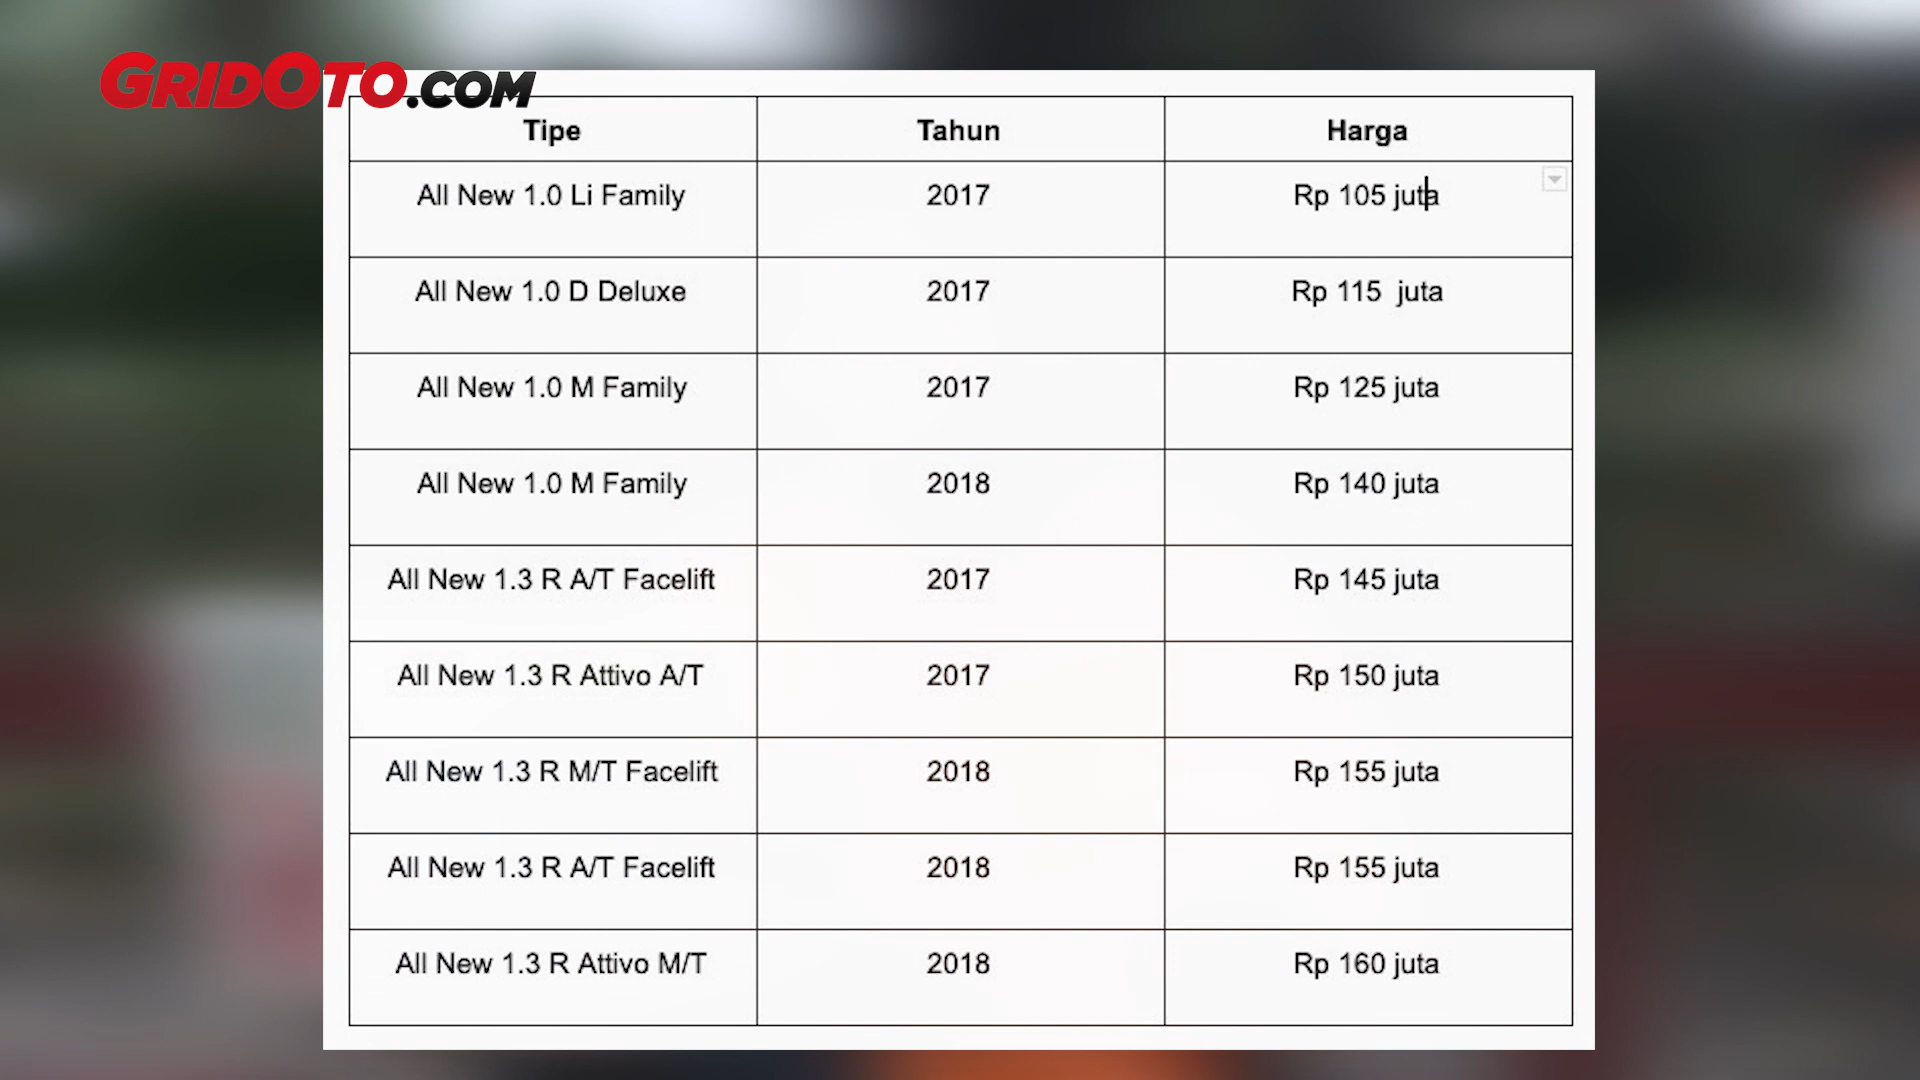 GRIDOTO.COM
Tipe Tahun Harga
All New 1.0 Li Family 2017 Rp 105 juta
All New 1.0 D Deluxe 2017 Rp 115 juta
All New 1.0 M Family 2017 Rp 125 juta
All New 1.0 M Family 2018 Rp 140 juta
All New 1.3 R A/T Facelift 2017 Rp 145 juta
All New 1.3 R Attivo A/T 2017 Rp 150 juta
All New 1.3 R M/T Facelift 2018 Rp 155 juta
All New 1.3 R A/T Facelift 2018 Rp 155 juta
All New 1.3 R Attivo M/T 2018 Rp 160 juta